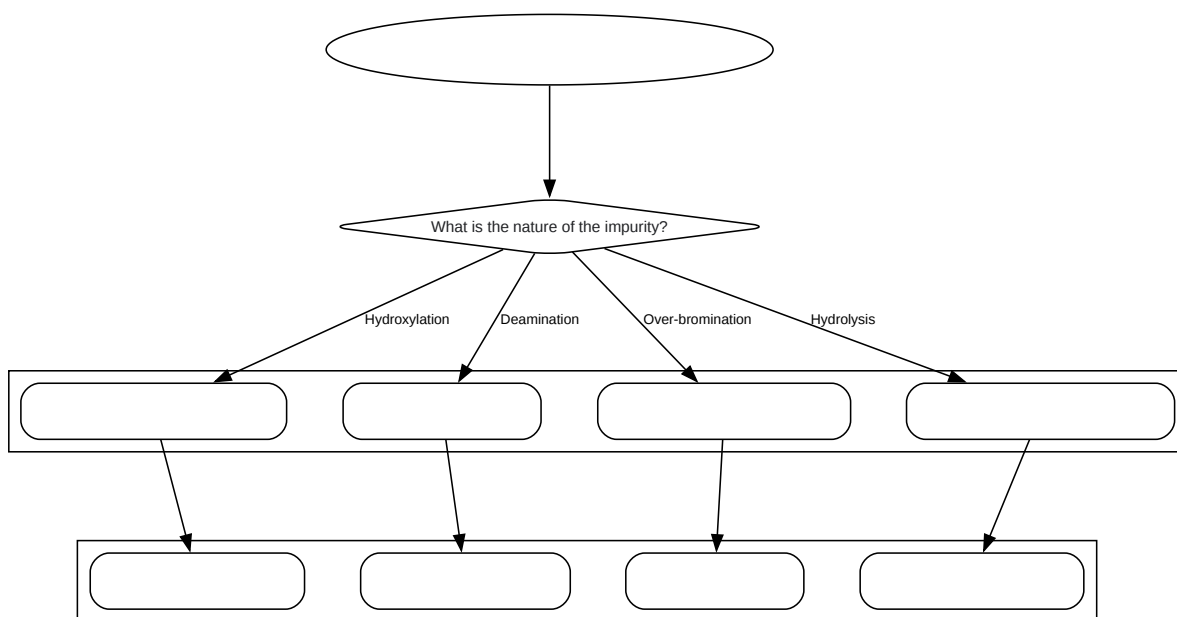 What is the nature of the impurity?
Hydroxylation
Deamination
Over-bromination
Hydrolysis